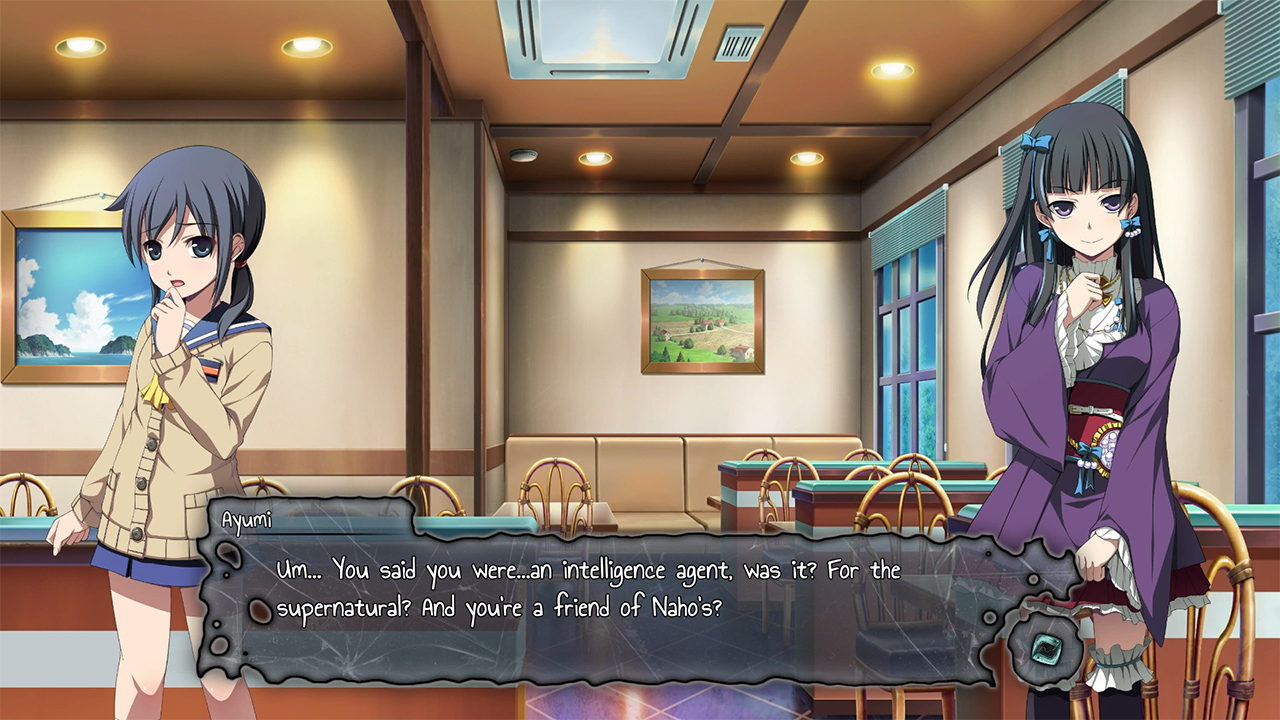 Ayumi
Um... You said you were...an intelligence agent, was it? For the
supernatural? And you're a friend of Naho's?